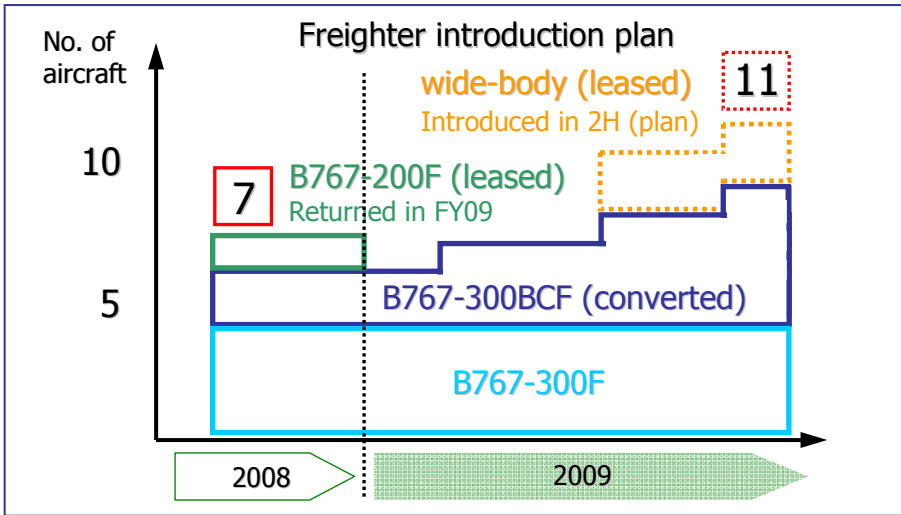 Freighter introduction plan
No. of
aircraft
wide-body (leased)
Introduced in 2H (plan)
11
10
B767-200F (leased)
Returned in FY09
7
5
B767-300BCF (converted)
B767-300F
2008
2009